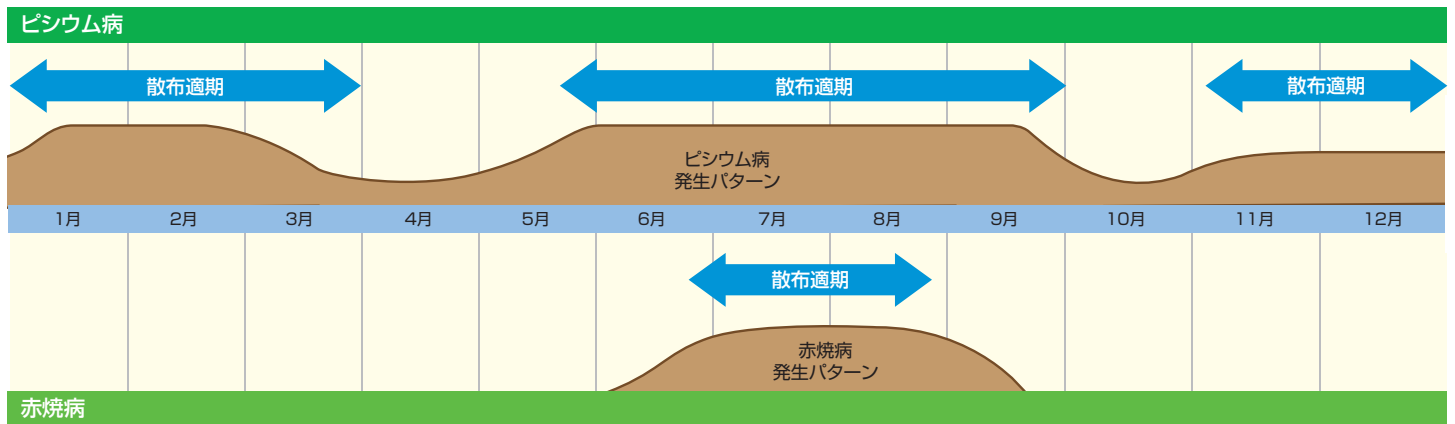 ピシウム病
散布適期 散布適期 散布適期
ピシウム病
発生パターン
1月 2月 3月 4月 5月 6月 7月 8月 9月 10月 11月 12月
散布適期
赤焼病
発生パターン
赤焼病